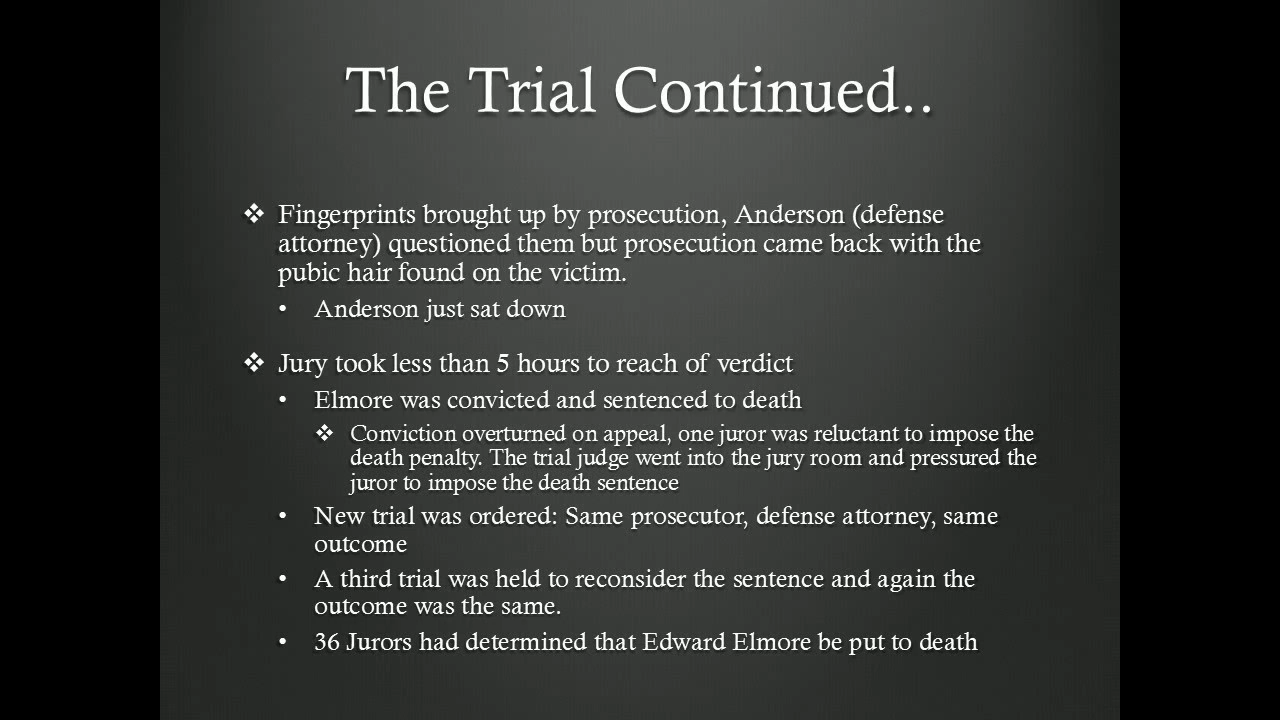 The Trial Continued..
❖ Fingerprints brought up by prosecution, Anderson (defense
attorney) questioned them but prosecution came back with the
pubic hair found on the victim.
• Anderson just sat down
❖ Jury took less than 5 hours to reach of verdict
• Elmore was convicted and sentenced to death
❖ Conviction overturned on appeal, one juror was reluctant to impose the
death penalty. The trial judge went into the jury room and pressured the
juror to impose the death sentence
• New trial was ordered: Same prosecutor, defense attorney, same
outcome
• A third trial was held to reconsider the sentence and again the
outcome was the same.
• 36 Jurors had determined that Edward Elmore be put to death